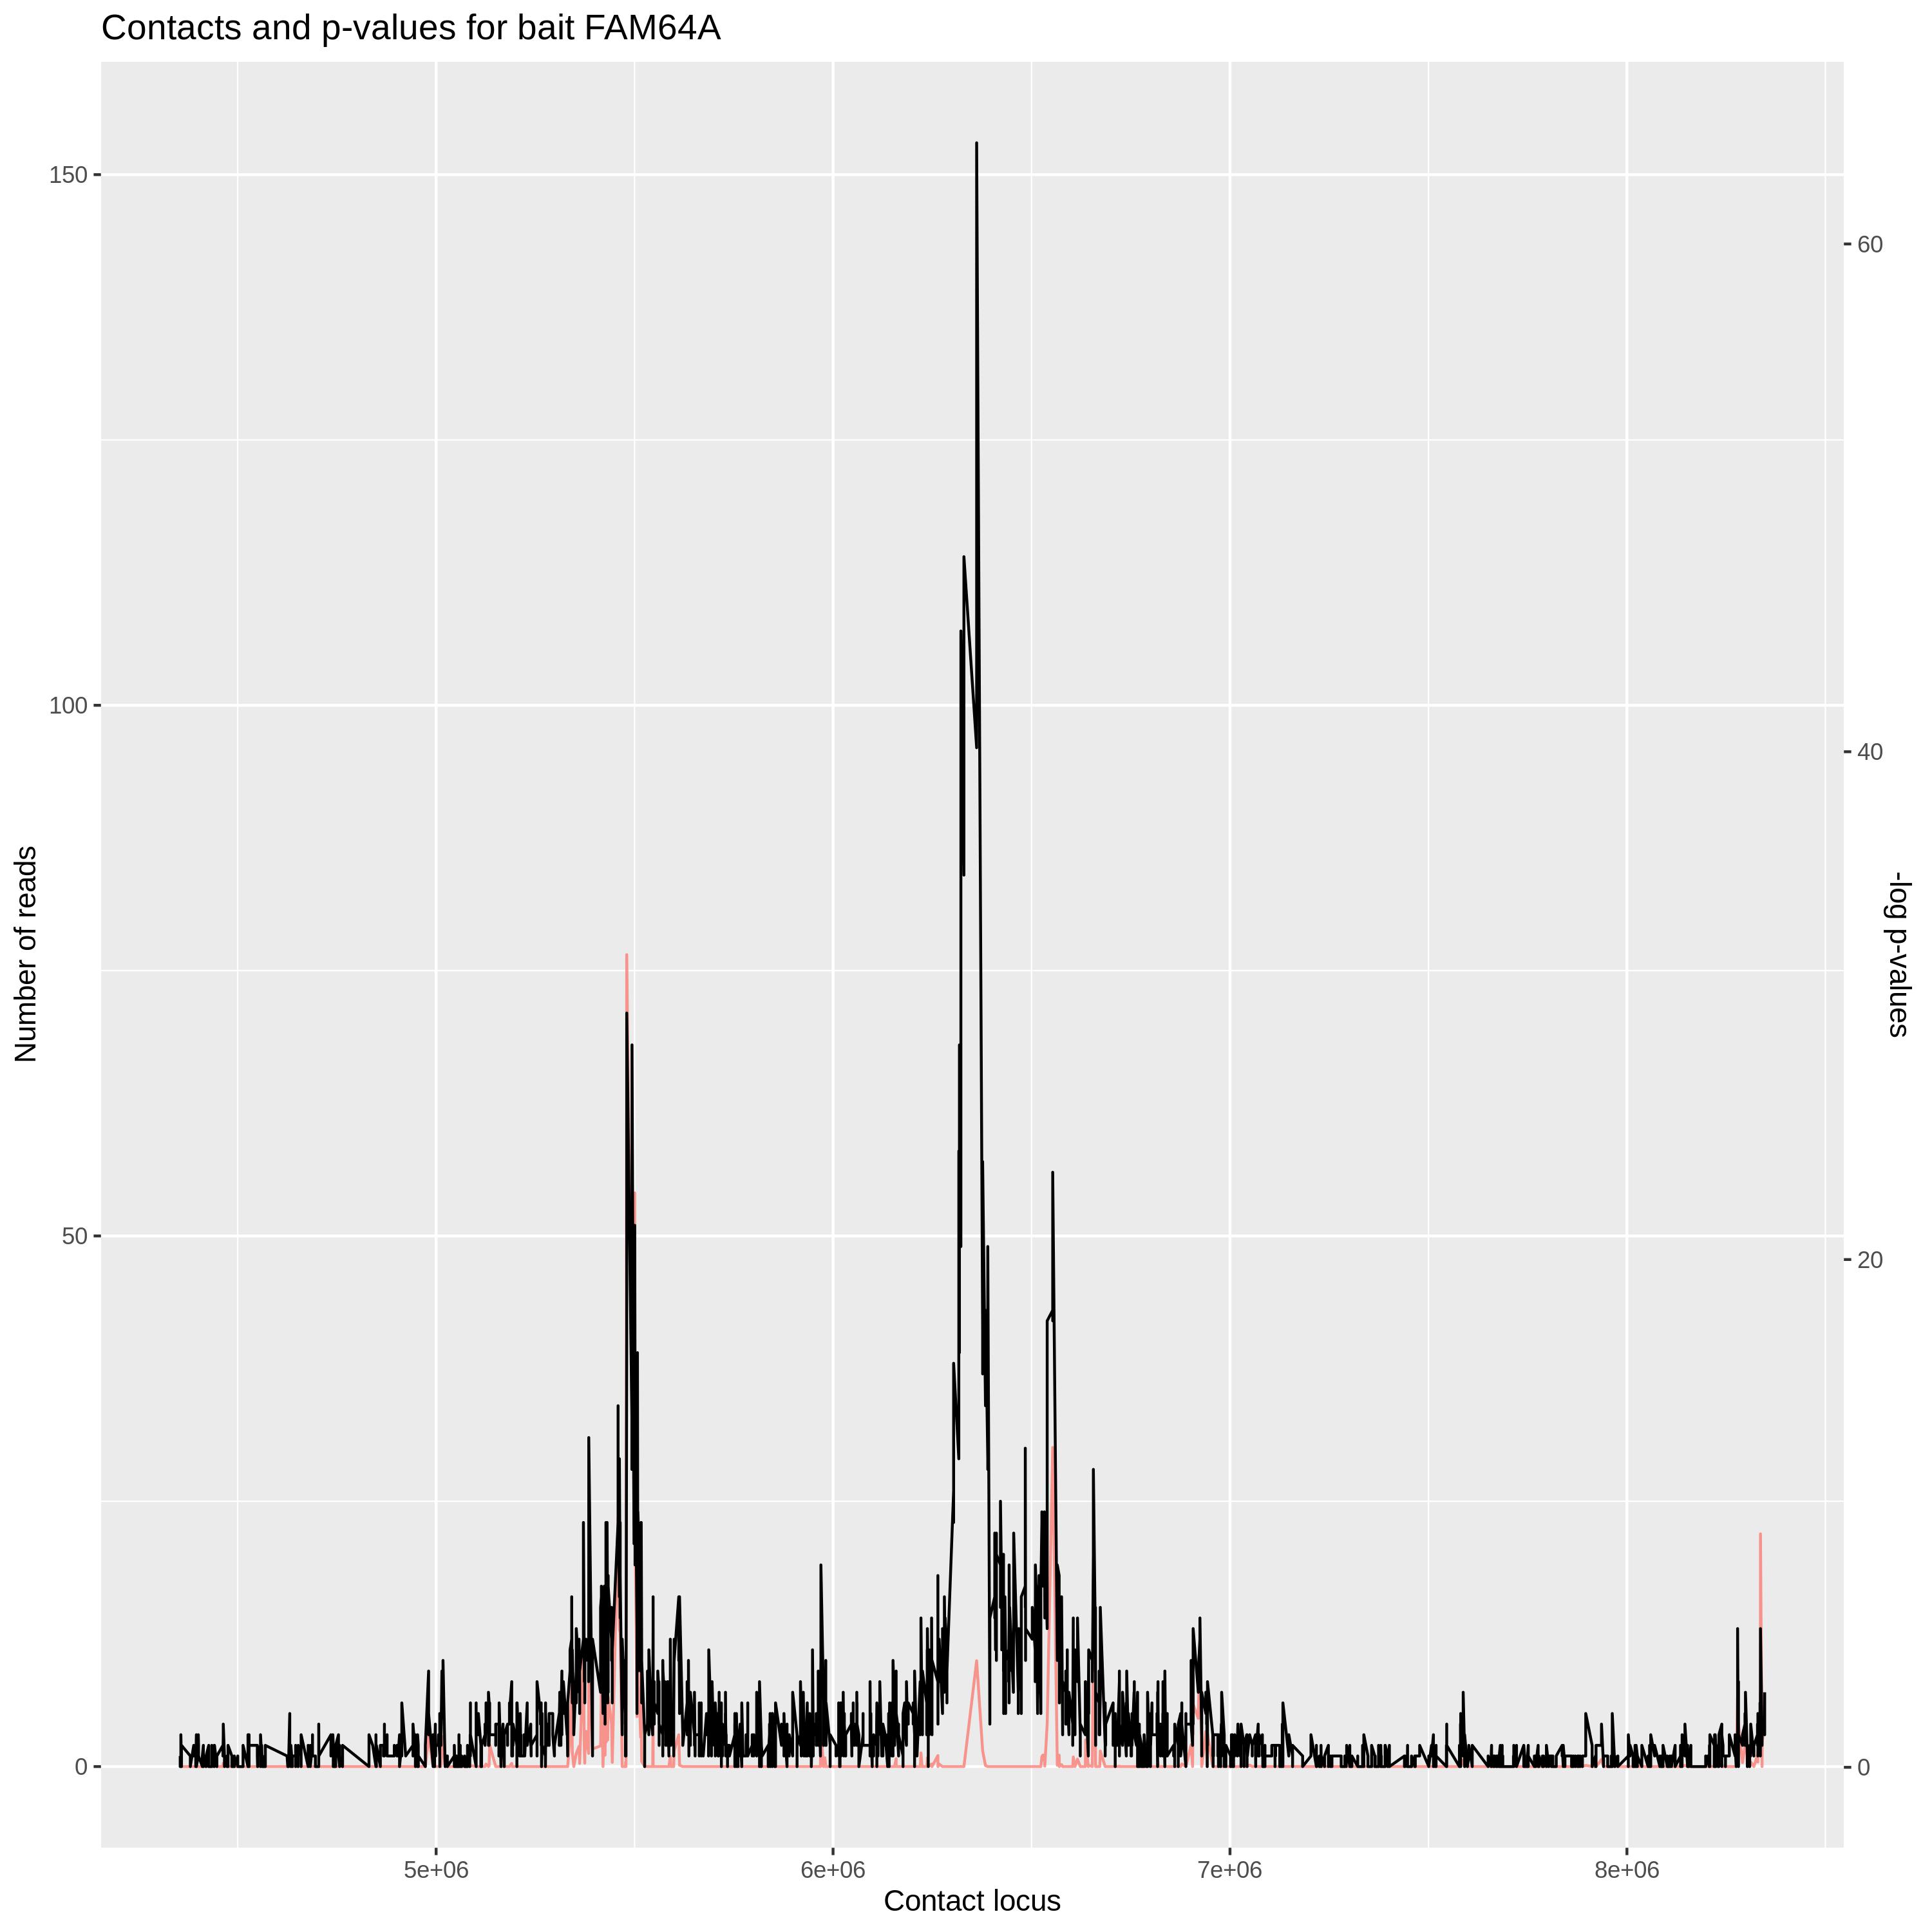 Contacts and p-values for bait FAM64A
150
100
50
0
Number of reads
60
40
20
0
-log p-values
5e+06 6e+06 7e+06 8e+06
Contact locus